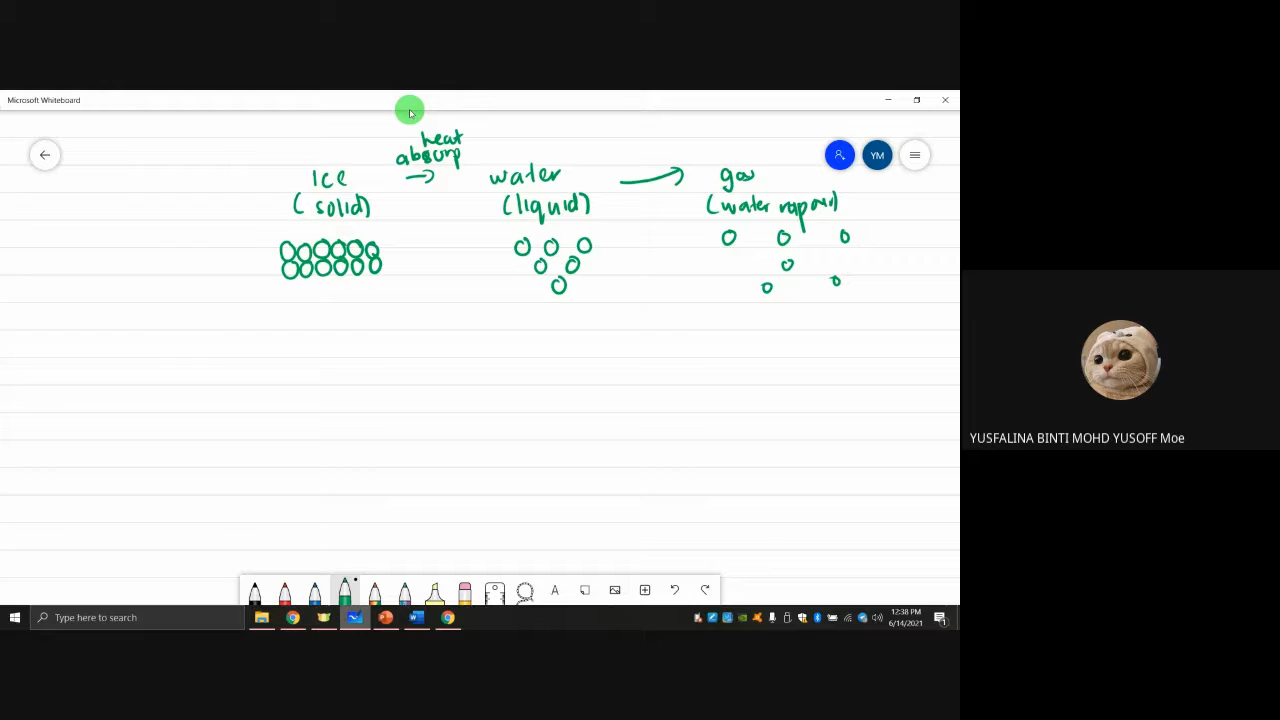 Microsoft Whiteboard
heat
absorp
YM
Ice
water
gas
(solid)
(liquid)
(water vapour)
YUSFALINA BINTI MOHD YUSOFF Moe
A
Type here to search
12:38 PM
6/14/2021